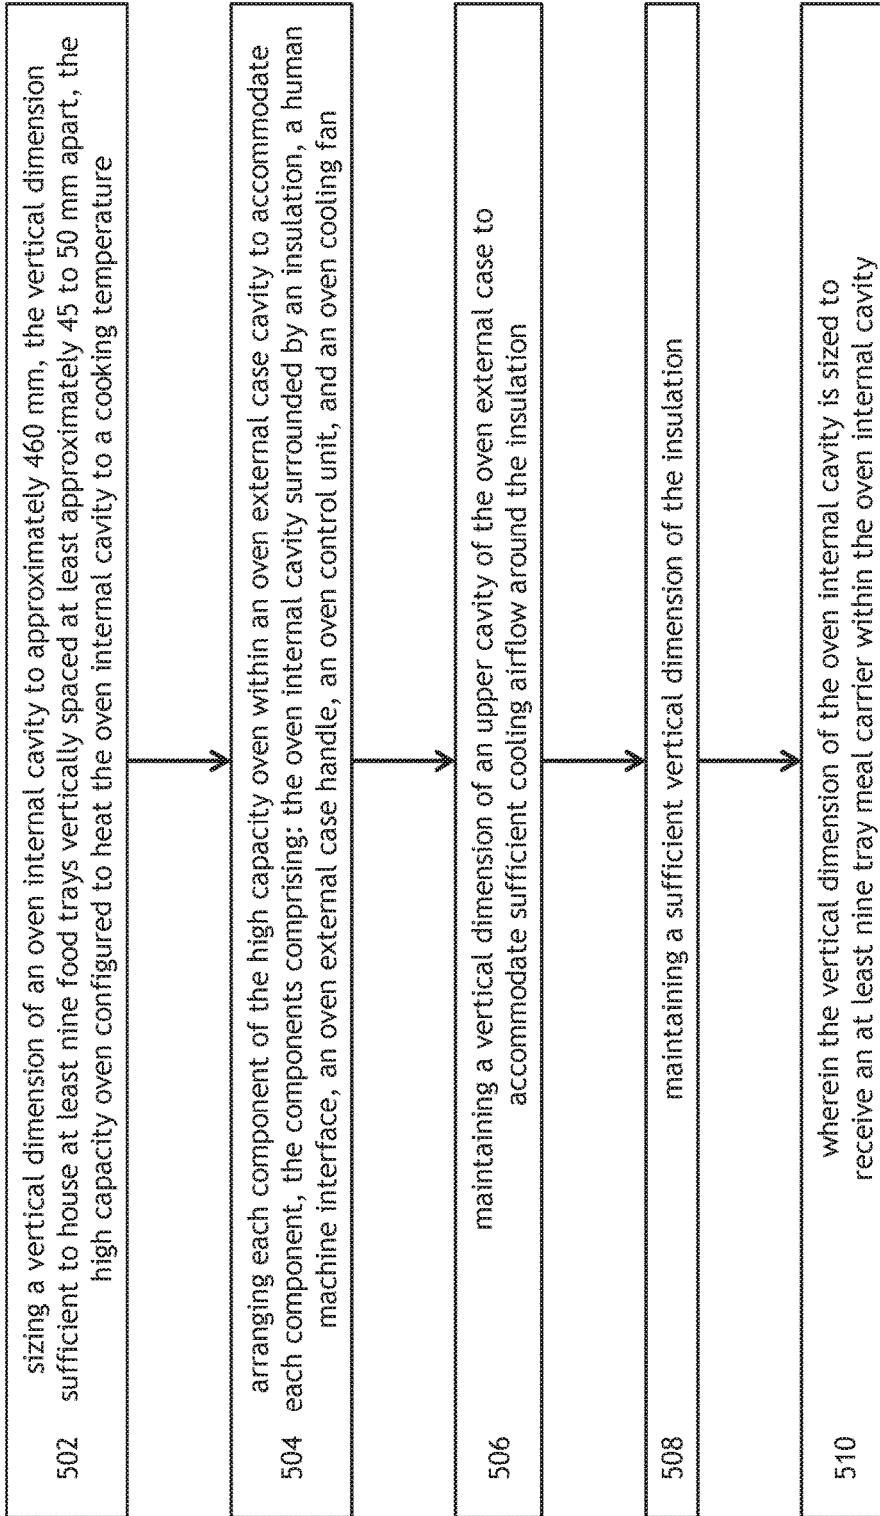 sizing a vertical dimension of an oven internal cavity to approximately 460 mm, the vertical dimension
502 sufficient to house at least nine food trays vertically spaced at least approximately 45 to 50 mm apart, the
high capacity oven configured to heat the oven internal cavity to a cooking temperature
arranging each component of the high capacity oven within an oven external case cavity to accommodate
504 each component, the components comprising: the oven internal cavity surrounded by an insulation, a human
machine interface, an oven external case handle, an oven control unit, and an oven cooling fan
maintaining a vertical dimension of an upper cavity of the oven external case to
506
accommodate sufficient cooling airflow around the insulation
508 maintaining a sufficient vertical dimension of the insulation
wherein the vertical dimension of the oven internal cavity is sized to
510
receive an at least nine tray meal carrier within the oven internal cavity